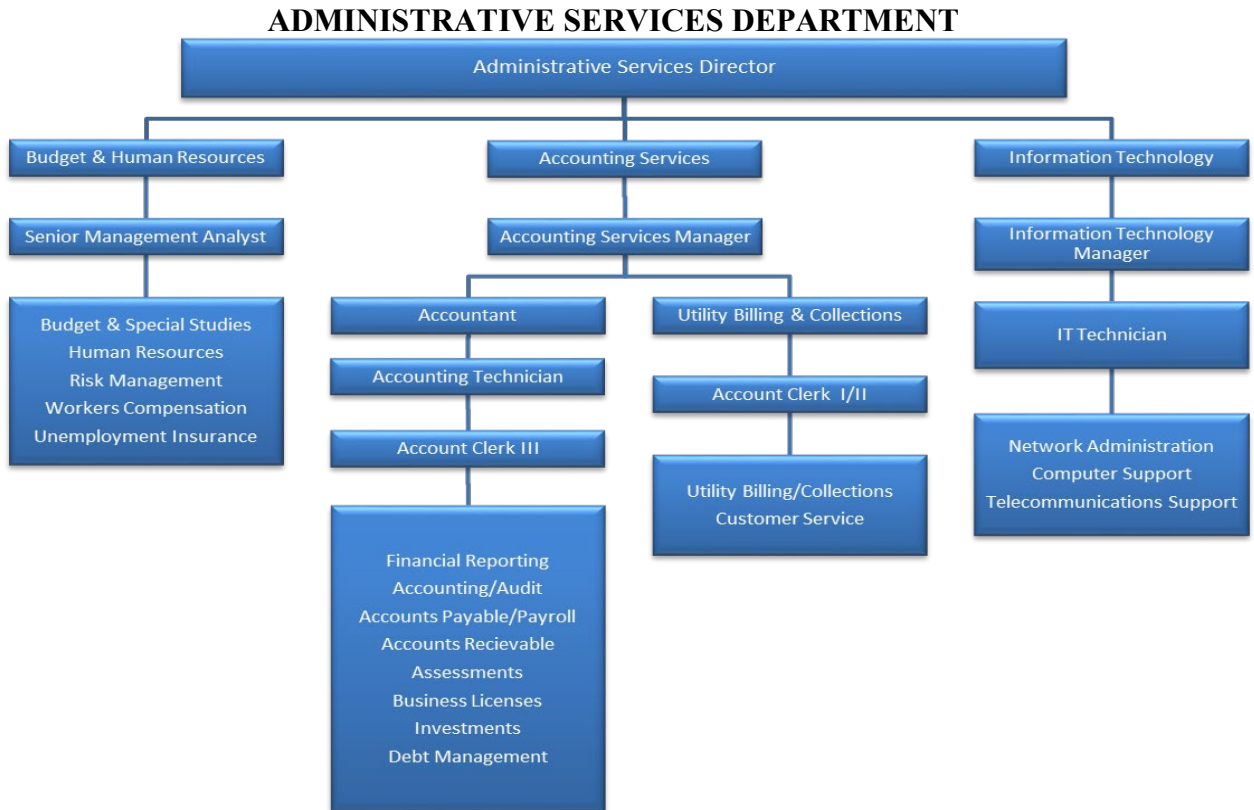 ADMINISTRATIVE SERVICES DEPARTMENT
Administrative Services Director
Budget & Human Resources
Senior Management Analyst
Budget & Special Studies
Human Resources
Risk Management
Workers Compensation
Unemployment Insurance
Accounting Services
Accounting Services Manager
Accountant
Accounting Technician
Account Clerk III
Financial Reporting
Accounting/Audit
Accounts Payable/Payroll
Accounts Recievable
Assessments
Business Licenses
Investments
Debt Management
Utility Billing & Collections
Account Clerk I/II
Utility Billing/Collections
Customer Service
Information Technology
Information Technology
Manager
IT Technician
Network Administration
Computer Support
Telecommunications Support